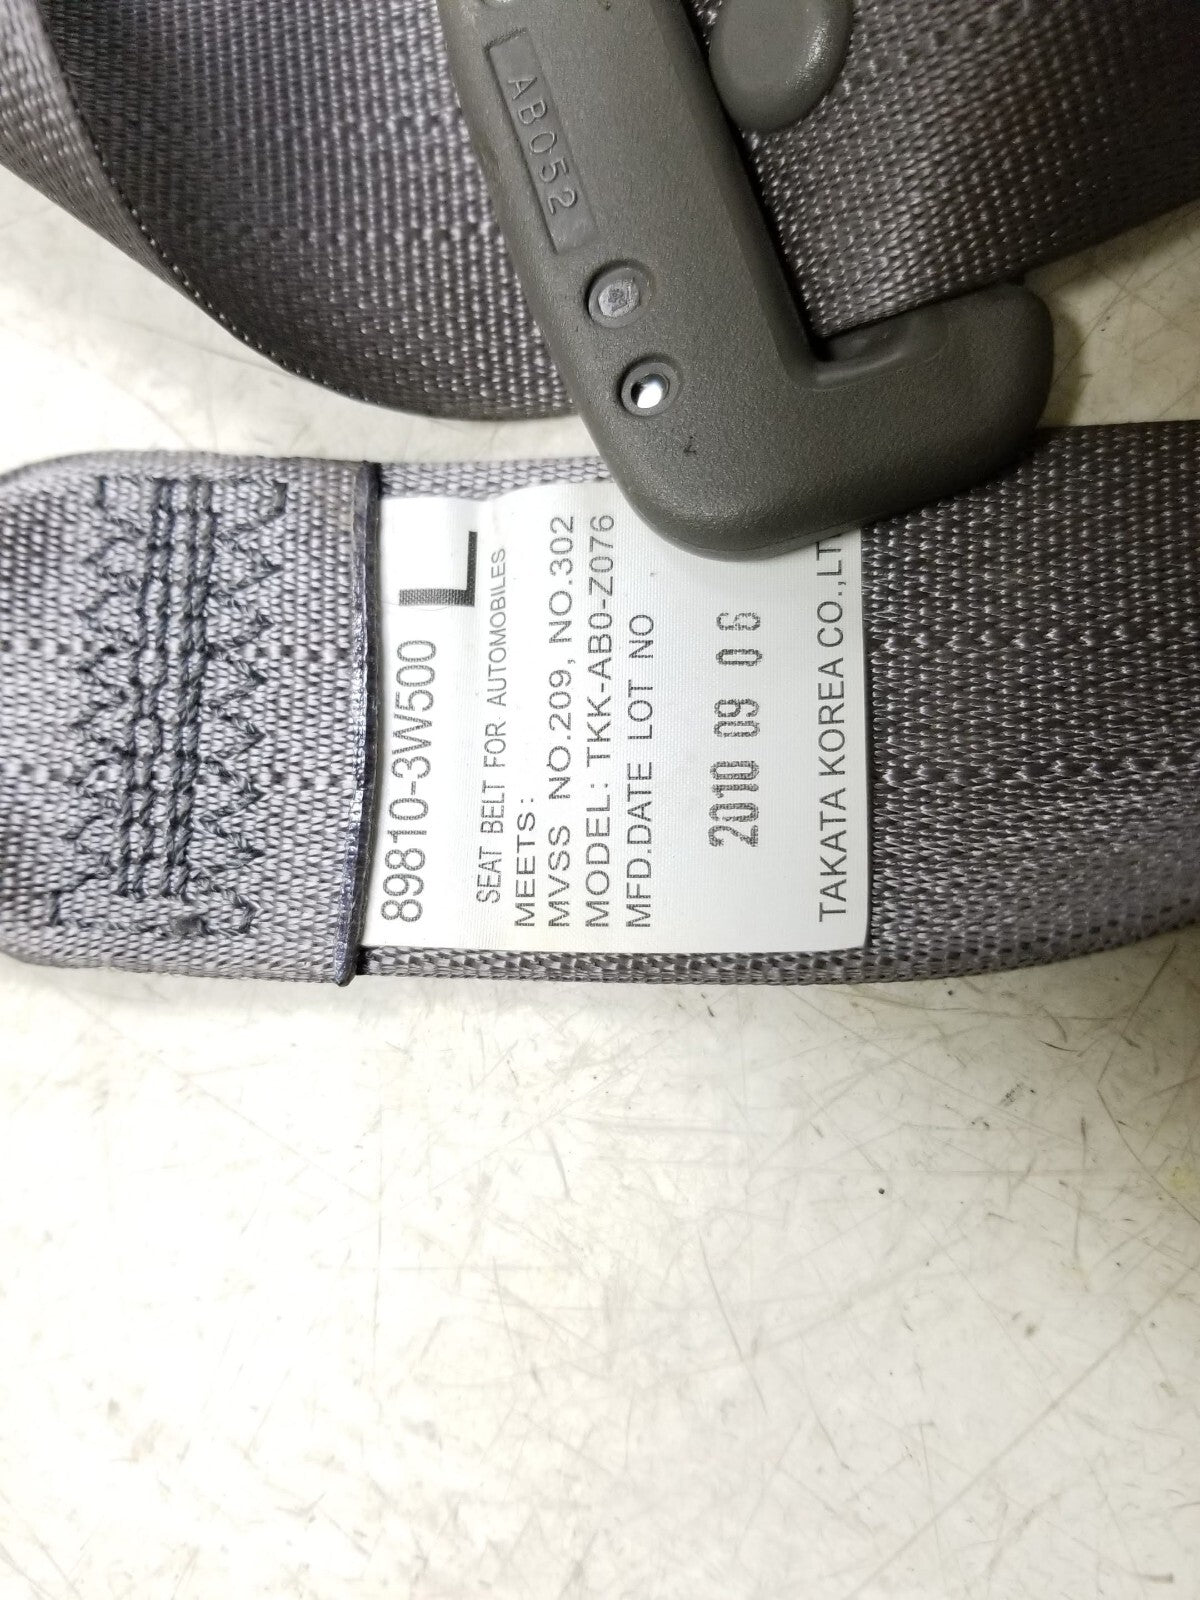 AB052
89810-3W500 L
SEAT BELT FOR AUTOMOBILES
MEETS:
MVSS NO.209, NO.302
MODEL: TKK-AB0-Z076
MFD.DATE LOT NO
2010 09 06
TAKATA KOREA CO.,LT